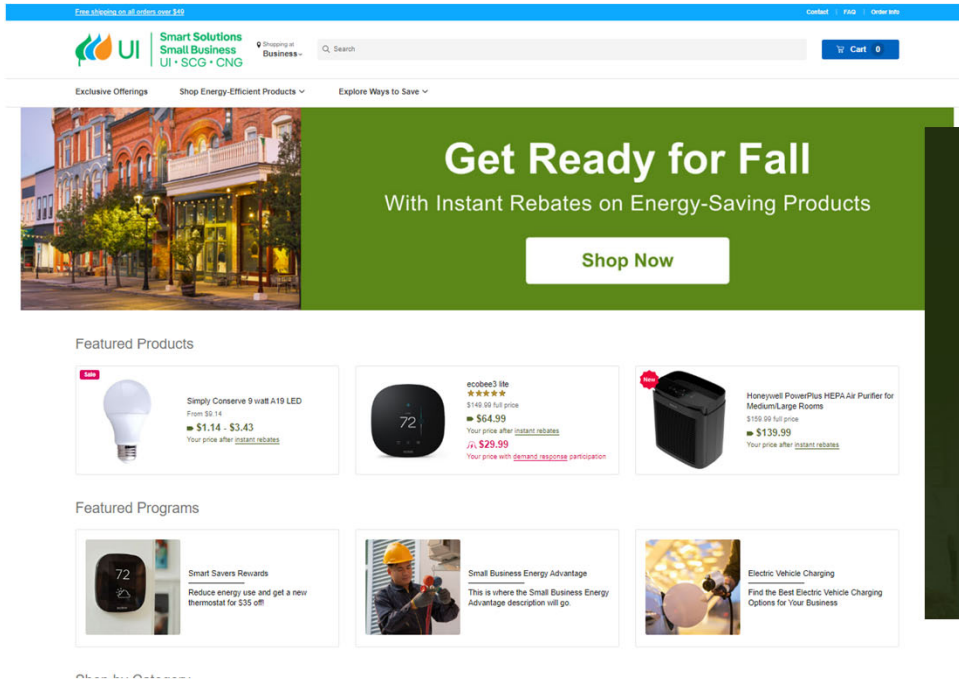 Free shipping on all orders over $49
Contact | FAQ | Order Info
UI
Smart Solutions
Small Business
UI • SCG • CNG
Shopping at
Business
Search
Cart 0
Exclusive Offerings
Shop Energy-Efficient Products
Explore Ways to Save
Get Ready for Fall
With Instant Rebates on Energy-Saving Products
Shop Now
Featured Products
Sale
Simply Conserve 9 watt A19 LED
From $9.14
$1.14 - $3.43
Your price after instant rebates
72
ecobee3 lite
$149.99 full price
$64.99
Your price after instant rebates
$29.99
Your price with demand response participation
New
Honeywell PowerPlus HEPA Air Purifier for
Medium/Large Rooms
$159.99 full price
$139.99
Your price after instant rebates
Featured Programs
72
Smart Savers Rewards
Reduce energy use and get a new
thermostat for $35 off!
Small Business Energy Advantage
This is where the Small Business Energy
Advantage description will go.
Electric Vehicle Charging
Find the Best Electric Vehicle Charging
Options for Your Business
Shop by Category